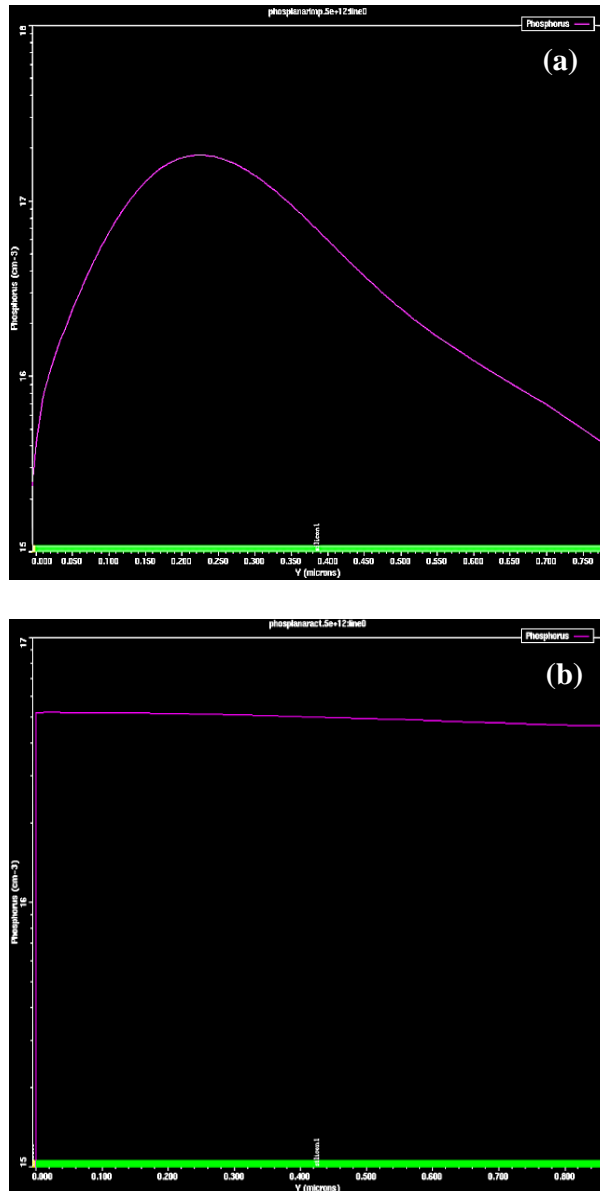 phosplanarimp.5e+12:line0
Phosphorus
(a)
18
17
16
15
Phosphorus (cm-3)
silicon1
0.000 0.050 0.100 0.150 0.200 0.250 0.300 0.350 0.400 0.450 0.500 0.550 0.600 0.650 0.700 0.750
Y (microns)
phosplanaract.5e+12:line0
Phosphorus
(b)
17
16
15
Phosphorus (cm-3)
silicon1
0.000 0.100 0.200 0.300 0.400 0.500 0.600 0.700 0.800
Y (microns)